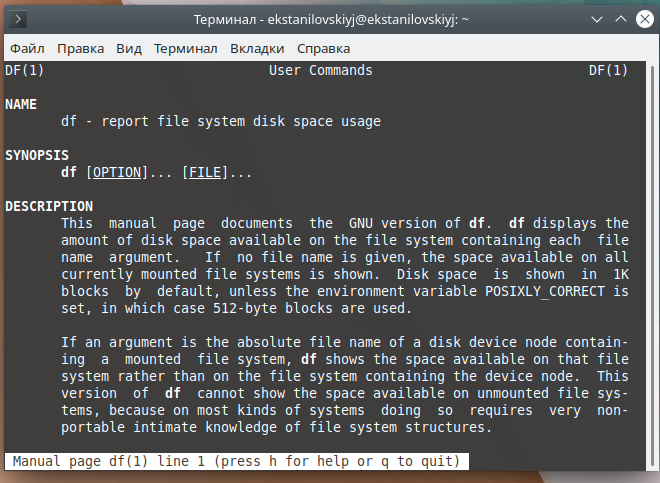 Терминал - ekstanilovskiyj@ekstanilovskiyj: ~
Файл Правка Вид Терминал Вкладки Справка
DF(1) User Commands DF(1)
NAME
df - report file system disk space usage
SYNOPSIS
df [OPTION]... [FILE]...
DESCRIPTION
This manual page documents the GNU version of df. df displays the
amount of disk space available on the file system containing each file
name argument. If no file name is given, the space available on all
currently mounted file systems is shown. Disk space is shown in 1K
blocks by default, unless the environment variable POSIXLY_CORRECT is
set, in which case 512-byte blocks are used.
If an argument is the absolute file name of a disk device node contain-
ing a mounted file system, df shows the space available on that file
system rather than on the file system containing the device node. This
version of df cannot show the space available on unmounted file sys-
tems, because on most kinds of systems doing so requires very non-
portable intimate knowledge of file system structures.
Manual page df(1) line 1 (press h for help or q to quit)